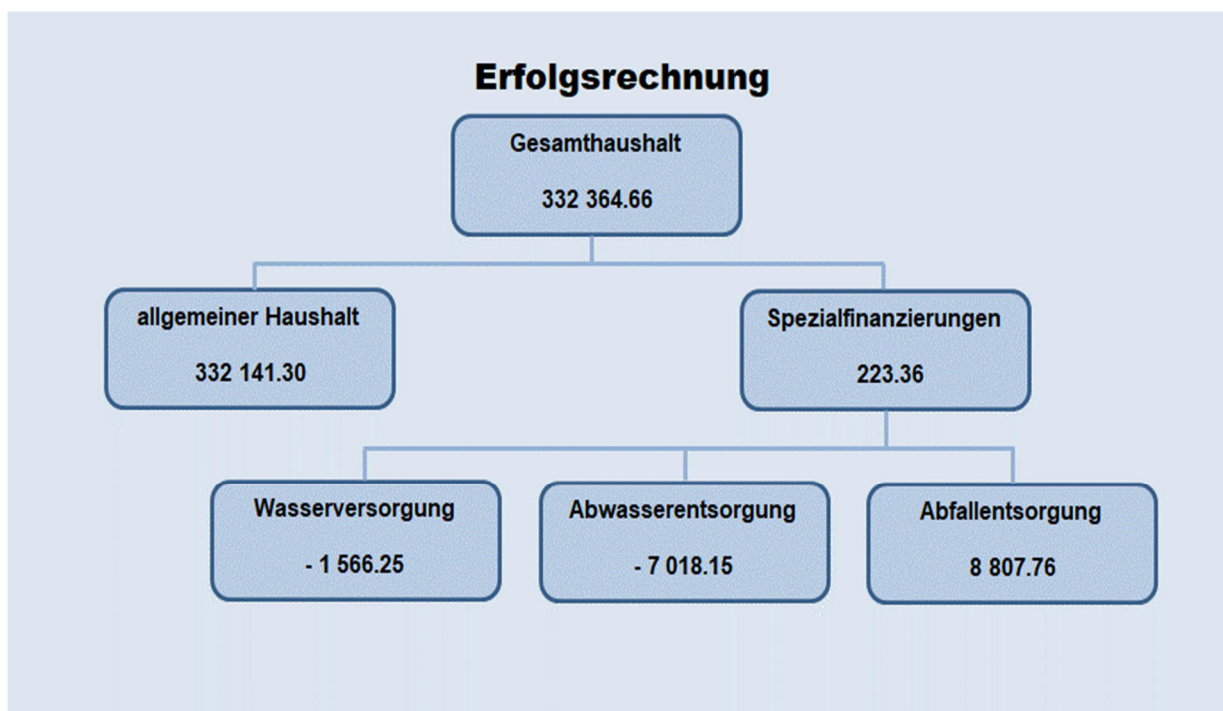 Erfolgsrechnung
Gesamthaushalt
332 364.66
allgemeiner Haushalt
332 141.30
Spezialfinanzierungen
223.36
Wasserversorgung
- 1 566.25
Abwasserentsorgung
- 7 018.15
Abfallentsorgung
8 807.76